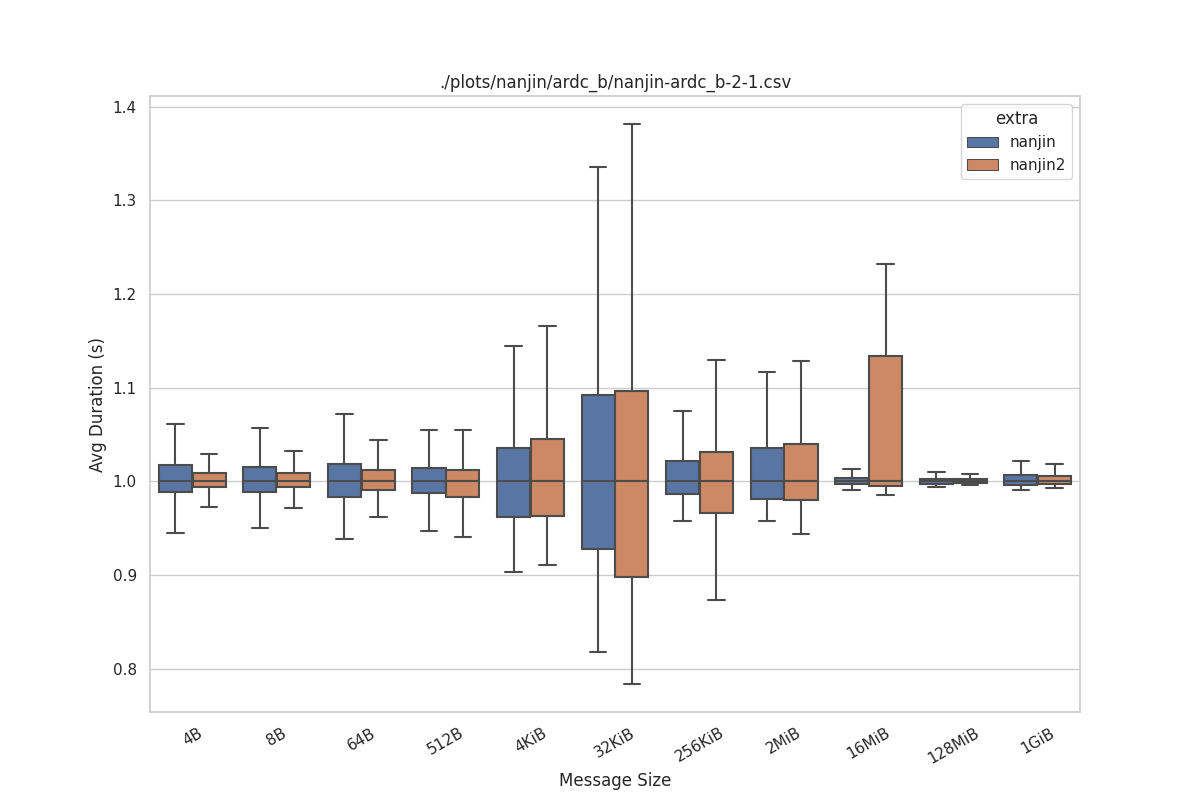 ./plots/nanjin/ardc_b/nanjin-ardc_b-2-1.csv
extra
nanjin
nanjin2
Avg Duration (s)
1.4
1.3
1.2
1.1
1.0
0.9
0.8
4B
8B
64B
512B
4KiB
32KiB
256KiB
2MiB
16MiB
128MiB
1GiB
Message Size